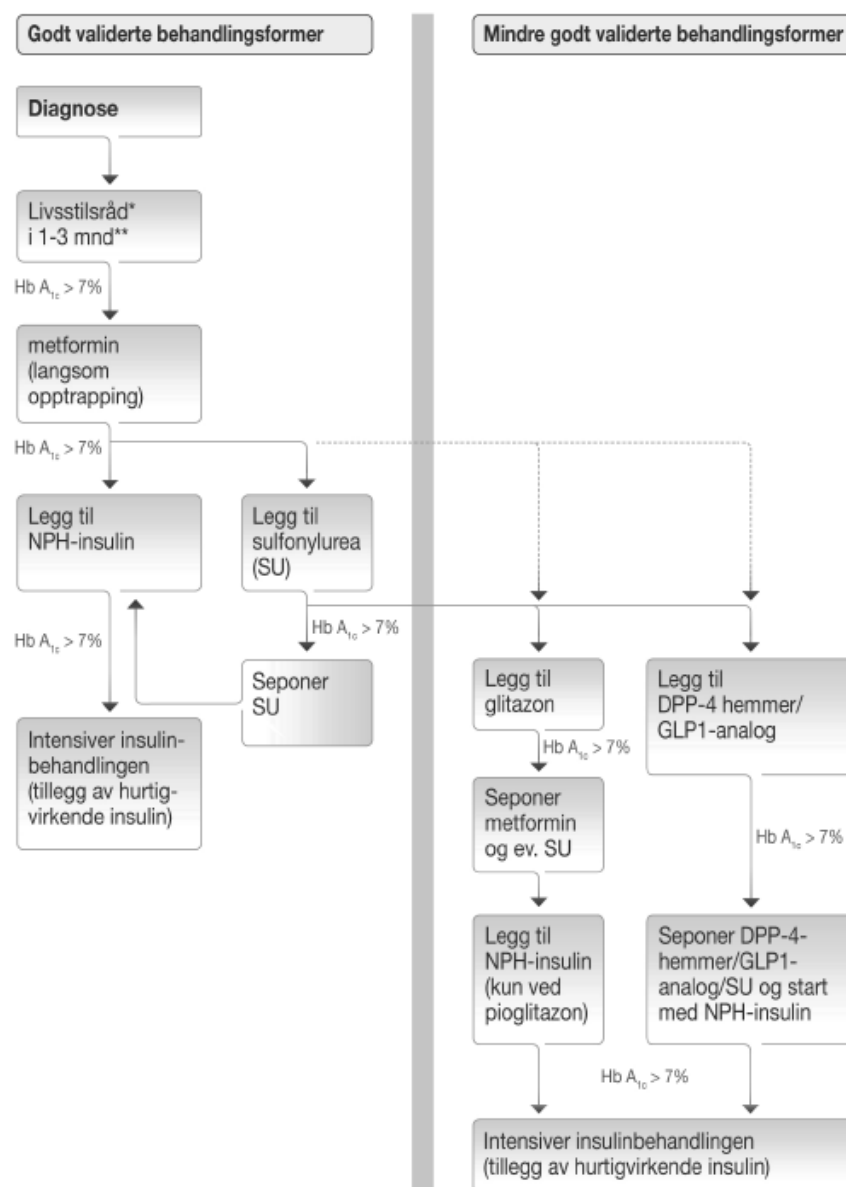 Godt validerte behandlingsformer
Mindre godt validerte behandlingsformer
Diagnose
Livsstilsråd*
i 1-3 mnd**
Hb A1c > 7%
metformin
(langsom
opptrapping)
Hb A1c > 7%
Legg til
NPH-insulin
Legg til
sulfonylurea
(SU)
Hb A1c > 7%
Hb A1c > 7%
Seponer
SU
Intensiver insulin-
behandlingen
(tillegg av hurtig-
virkende insulin)
Legg til
glitazon
Hb A1c > 7%
Seponer
metformin
og ev. SU
Legg til
NPH-insulin
(kun ved
pioglitazon)
Legg til
DPP-4 hemmer/
GLP1-analog
Hb A1c > 7%
Seponer DPP-4-
hemmer/GLP1-
analog/SU og start
med NPH-insulin
Hb A1c > 7%
Intensiver insulinbehandlingen
(tillegg av hurtigvirkende insulin)